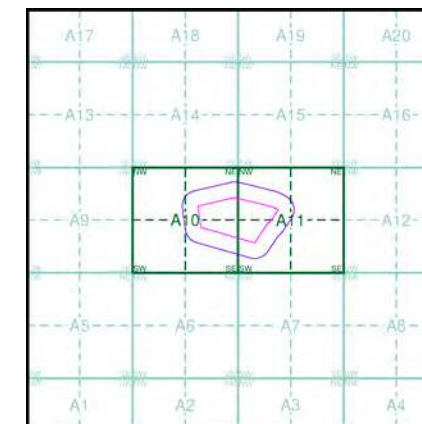 A17 A18 A19 A20
A13 A14 A15 A16
NW NE NW NE
A9 A10 A11 A12
SW SE SW SE
A5 A6 A7 A8
A1 A2 A3 A4